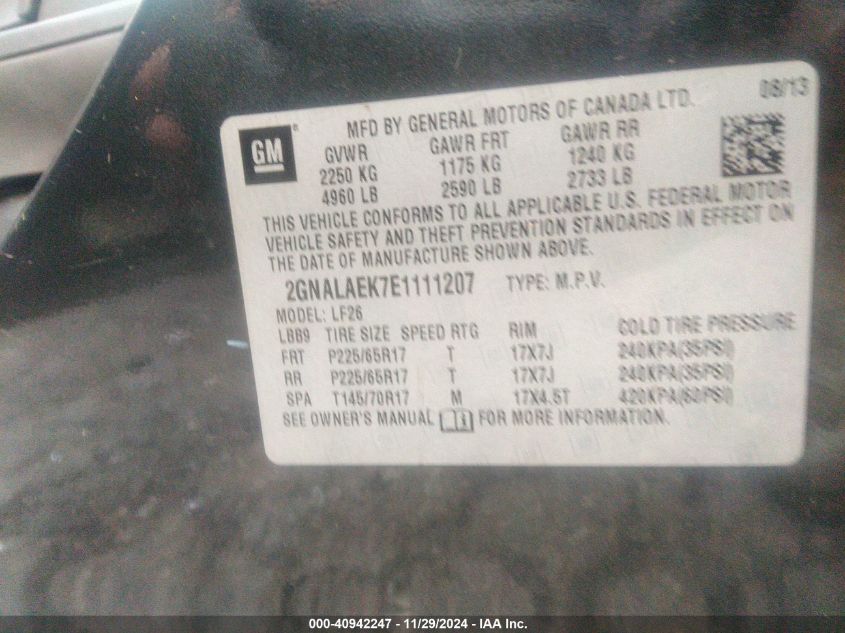 MFD BY GENERAL MOTORS OF CANADA LTD. 08/13
GM
GVWR GAWR FRT GAWR RR
2250 KG 1175 KG 1240 KG
4960 LB 2590 LB 2733 LB
THIS VEHICLE CONFORMS TO ALL APPLICABLE U.S. FEDERAL MOTOR
VEHICLE SAFETY AND THEFT PREVENTION STANDARDS IN EFFECT ON
THE DATE OF MANUFACTURE SHOWN ABOVE.
2GNALAEK7E1111207 TYPE: M.P.V.
MODEL: LF26
LBB9 TIRE SIZE SPEED RTG RIM COLD TIRE PRESSURE
FRT P225/65R17 T 17X7J 240KPA(35PSI)
RR P225/65R17 T 17X7J 240KPA(35PSI)
SPA T145/70R17 M 17X4.5T 420KPA(60PSI)
SEE OWNER'S MANUAL FOR MORE INFORMATION.
000-40942247 - 11/29/2024 - IAA Inc.